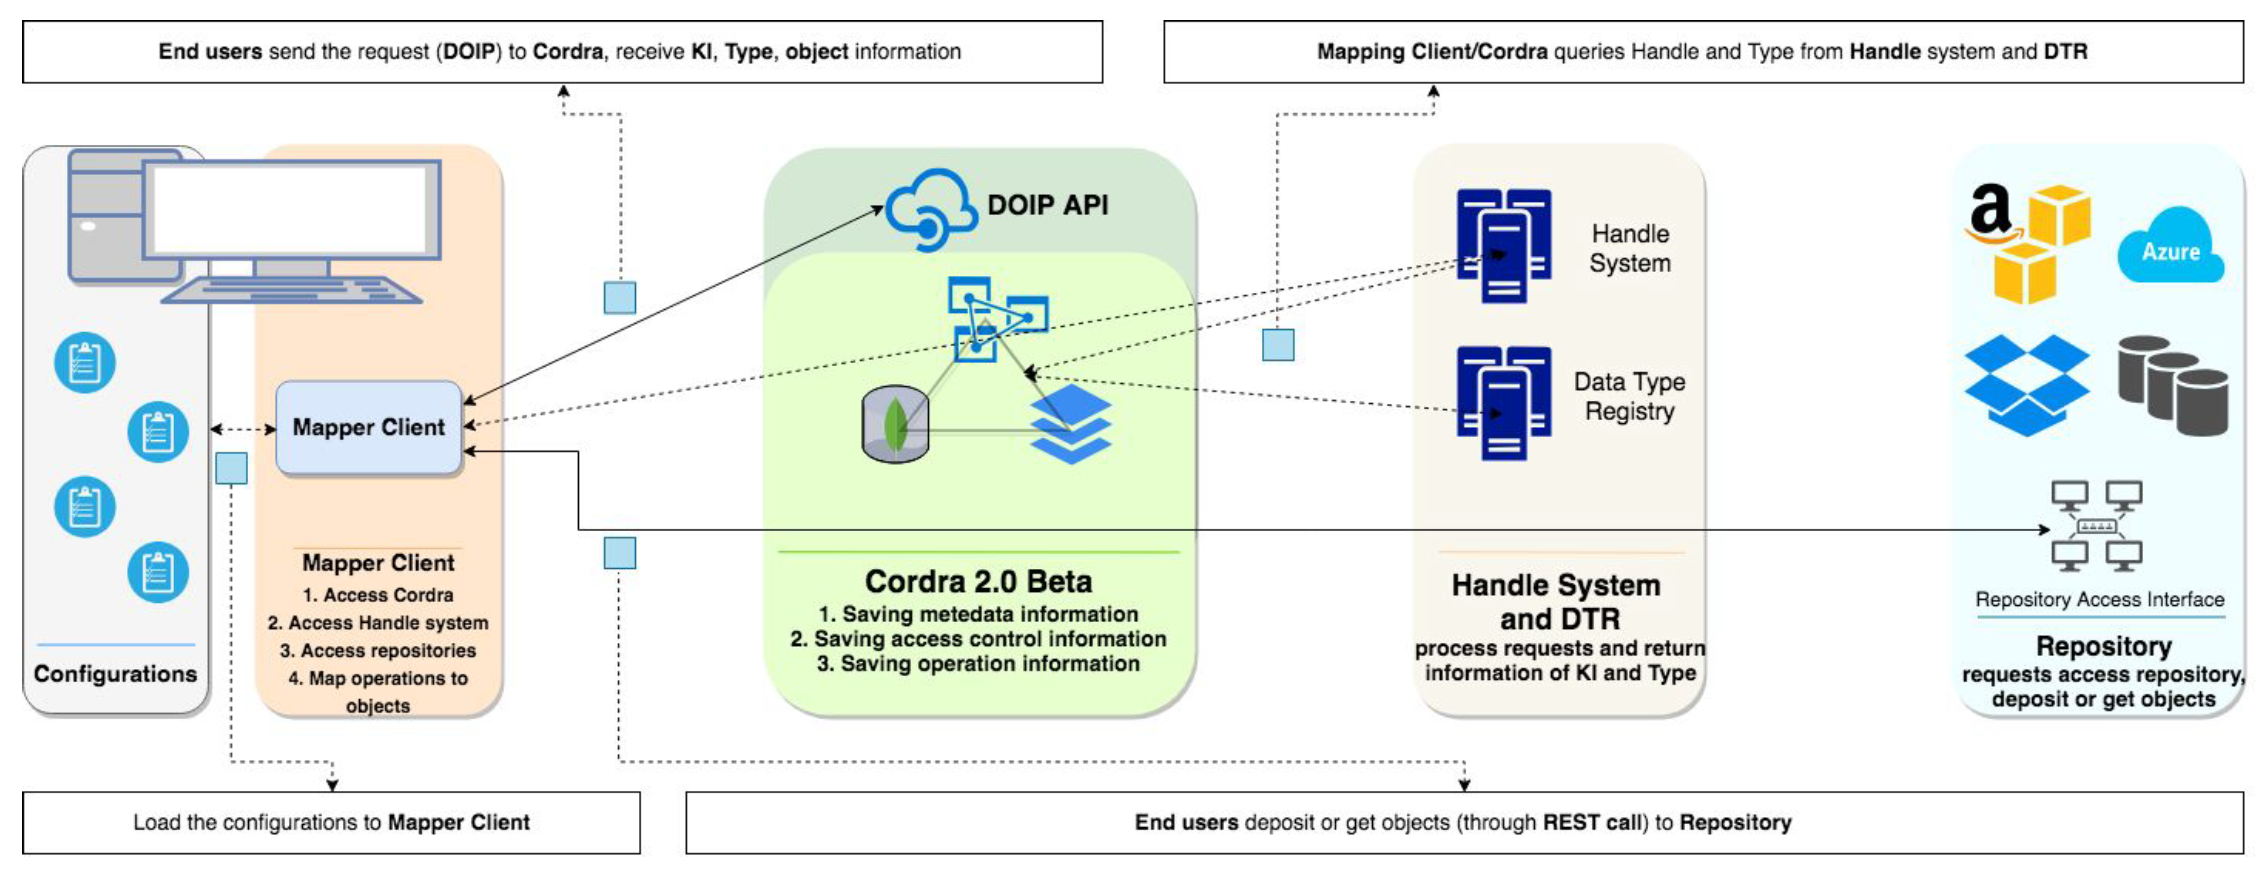 End users send the request (DOIP) to Cordra, receive KI, Type, object information
Mapping Client/Cordra queries Handle and Type from Handle system and DTR
DOIP API
Handle
System
a
Azure
Data Type
Registry
Mapper Client
Configurations
Mapper Client
1. Access Cordra
2. Access Handle system
3. Access repositories
4. Map operations to
objects
Cordra 2.0 Beta
1. Saving metedata information
2. Saving access control information
3. Saving operation information
Handle System
and DTR
process requests and return
information of KI and Type
Repository Access Interface
Repository
requests access repository,
deposit or get objects
Load the configurations to Mapper Client
End users deposit or get objects (through REST call) to Repository